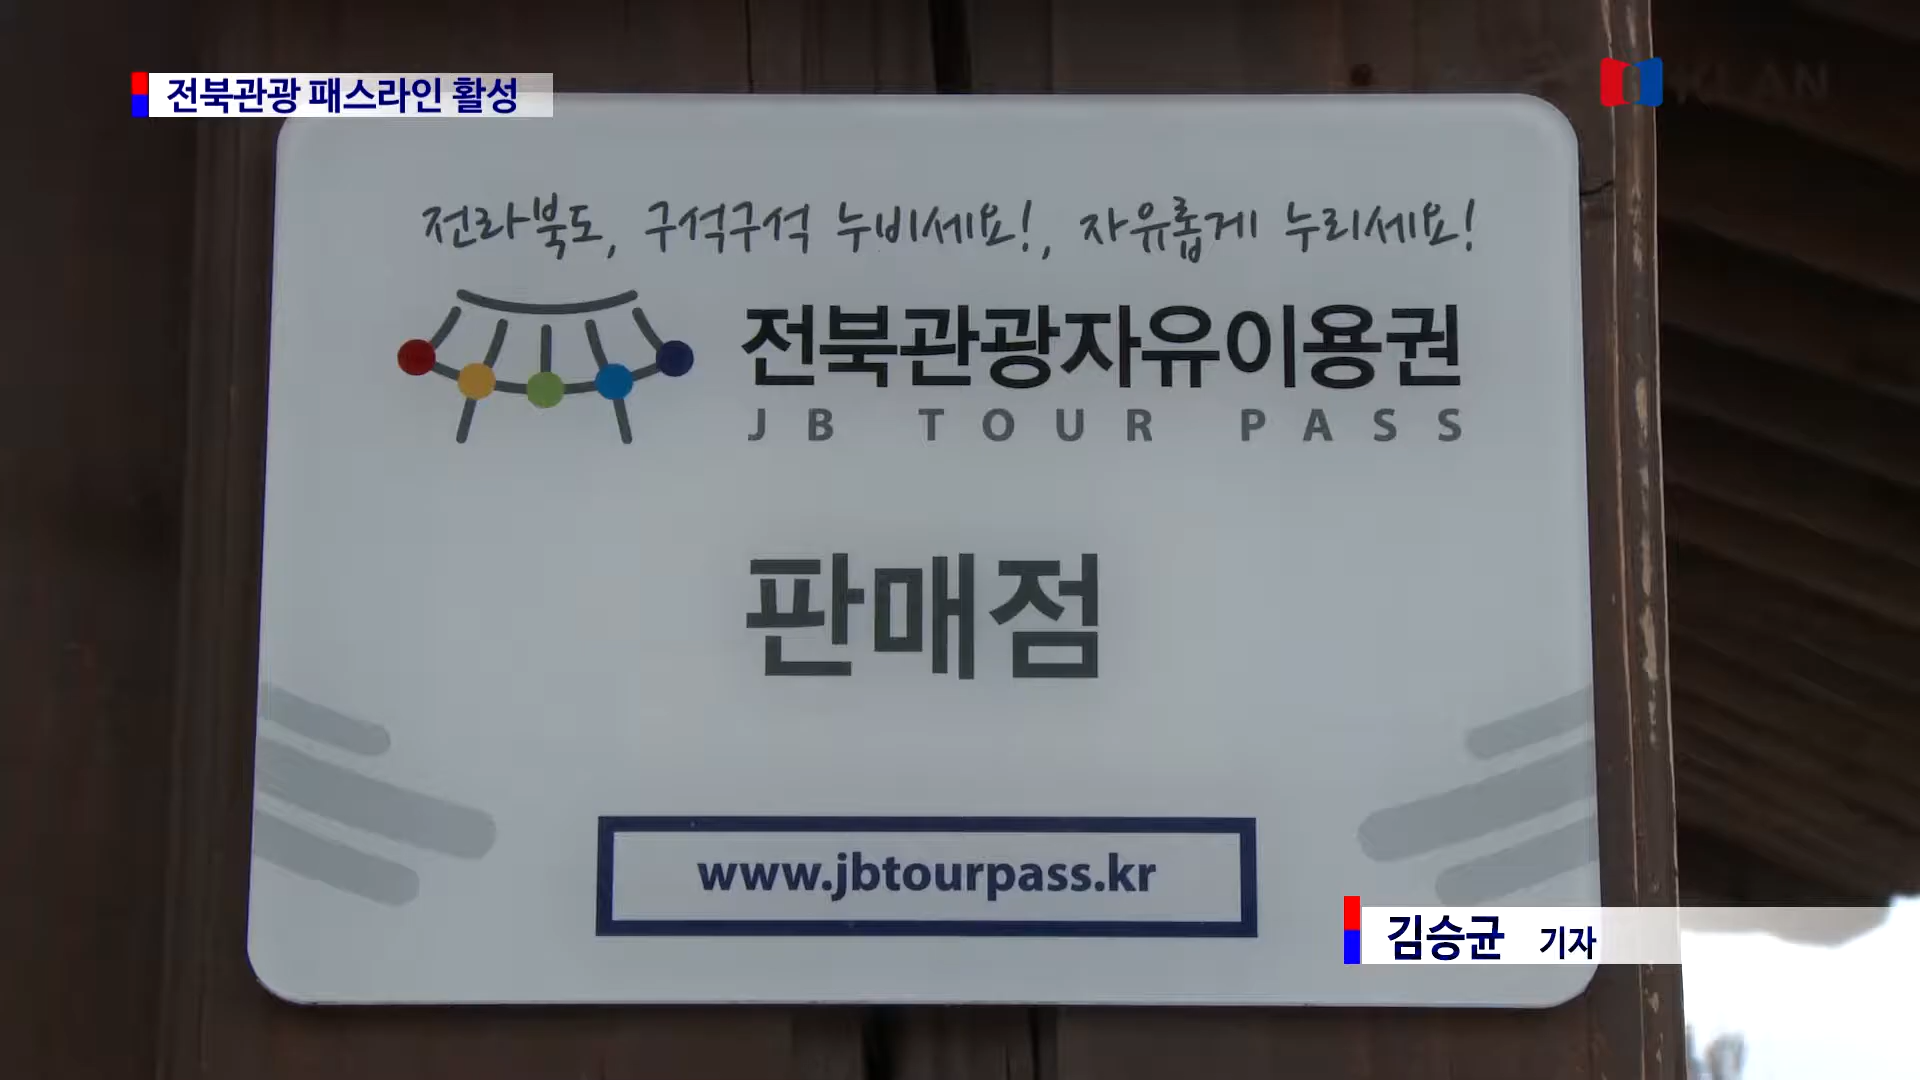 전북관광 패스라인 활성
KLAN
전라북도, 구석구석 누비세요!, 자유롭게 누리세요!
전북관광자유이용권
JB TOUR PASS
판매점
www.jbtourpass.kr
김승균 기자